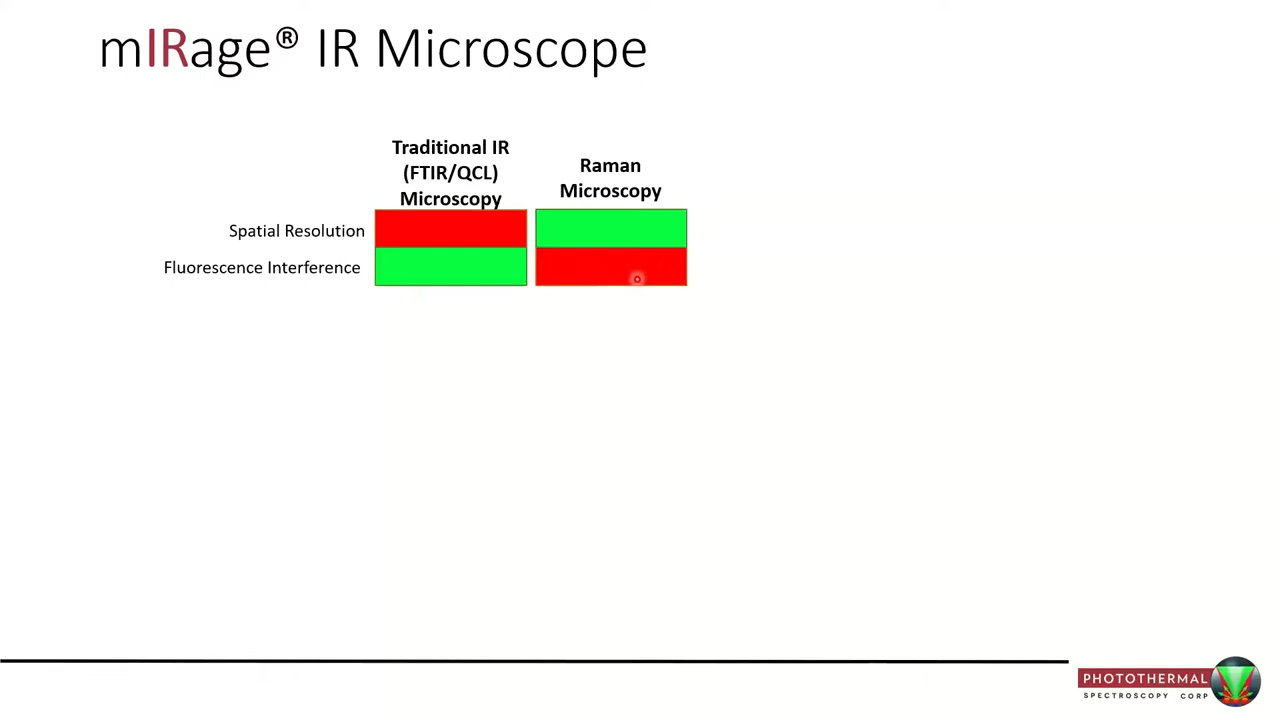 mIRage® IR Microscope
Traditional IR
(FTIR/QCL)
Microscopy
Raman
Microscopy
Spatial Resolution
Fluorescence Interference
PHOTOTHERMAL
SPECTROSCOPY CORP